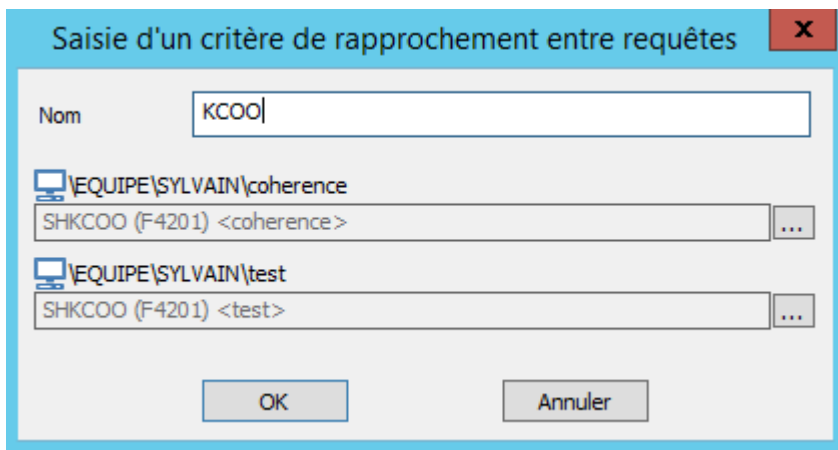 Saisie d'un critère de rapprochement entre requêtes
x
Nom
KCOO
\EQUIPE\SYLVAIN\coherence
SHKCOO (F4201) <coherence>
...
\EQUIPE\SYLVAIN\test
SHKCOO (F4201) <test>
...
OK
Annuler